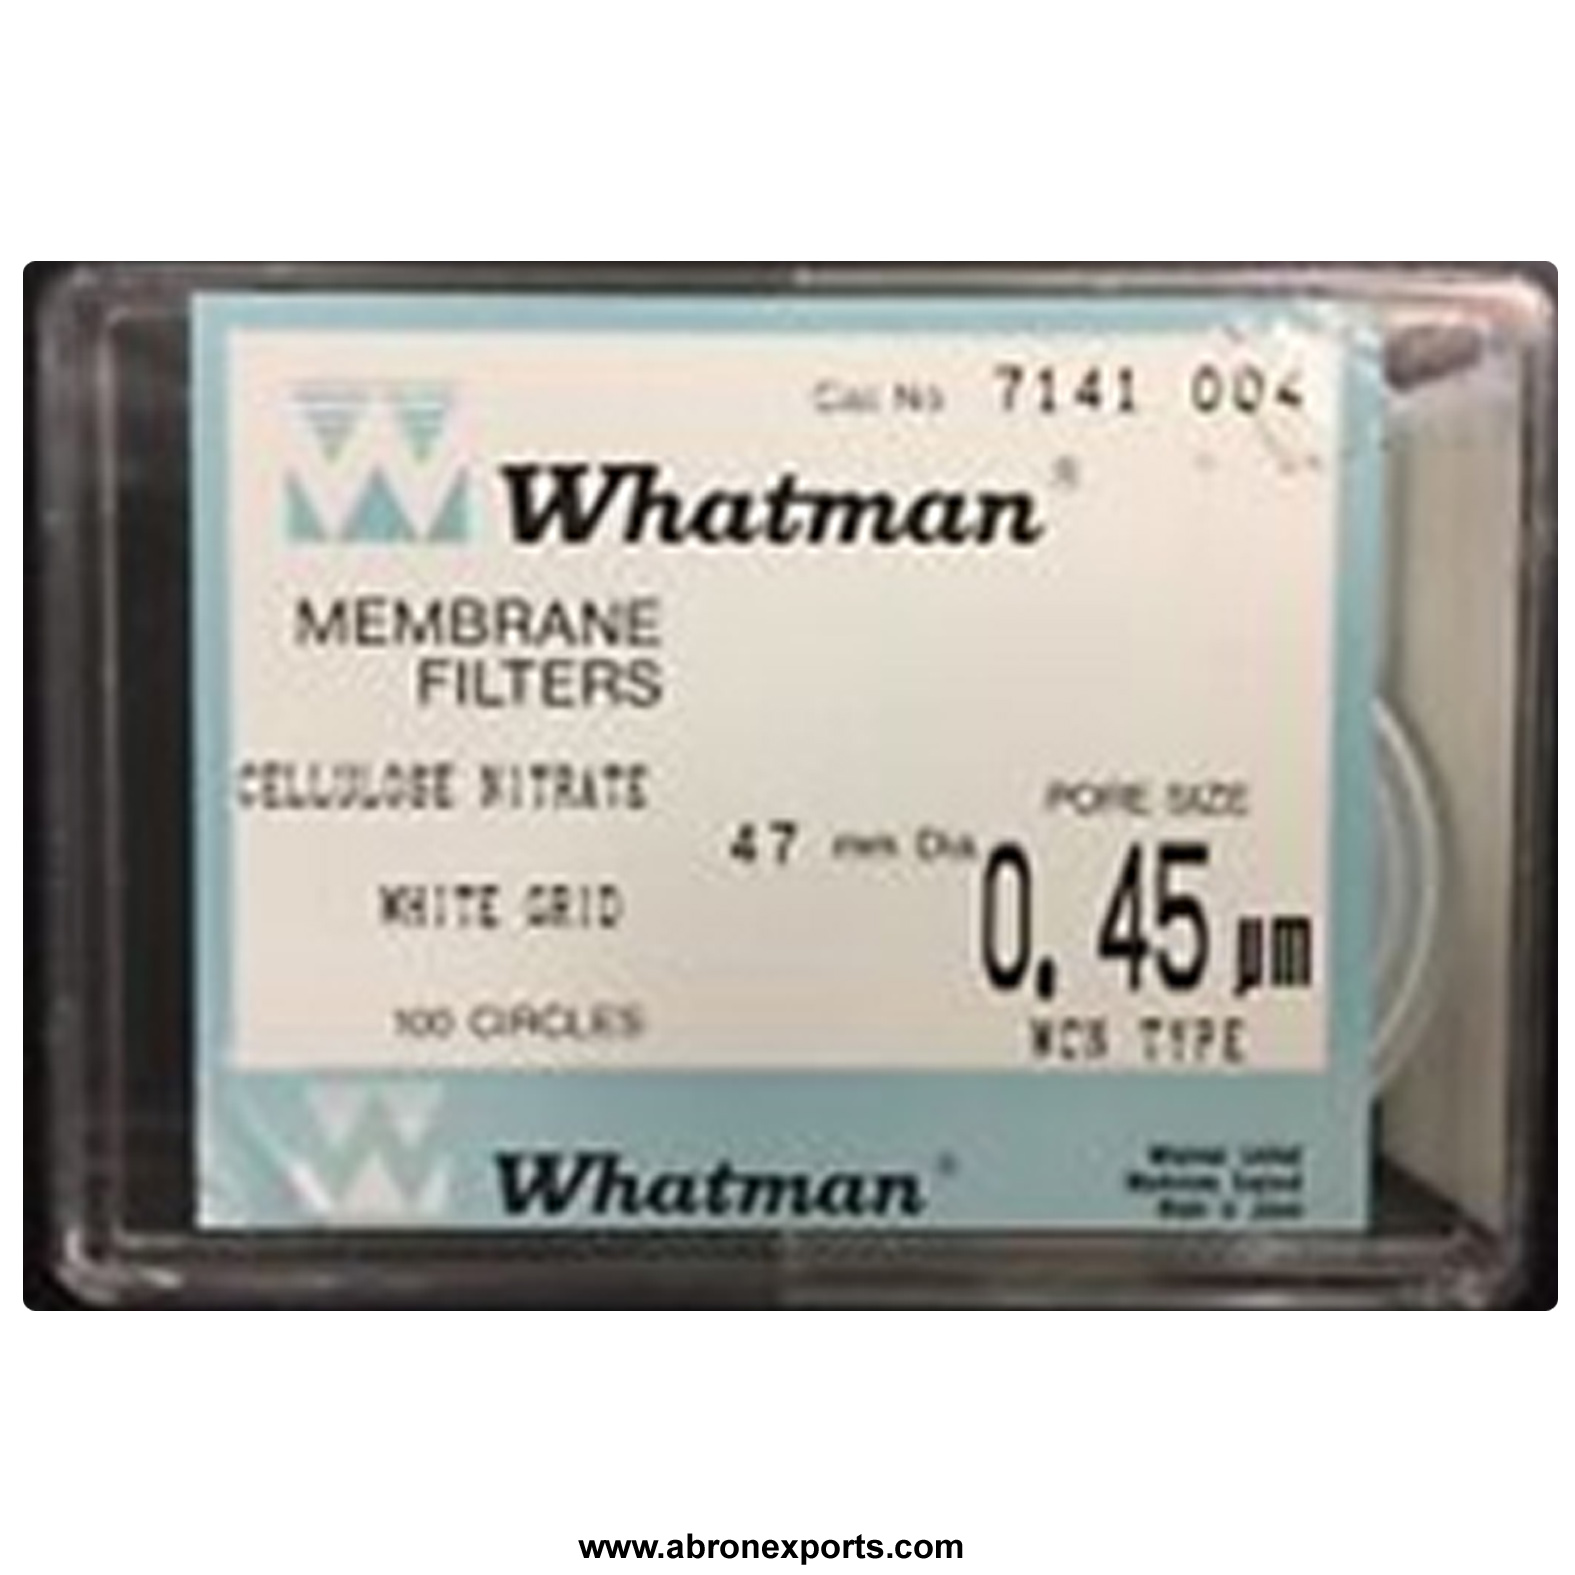 Cat No 7141 004
Whatman®
MEMBRANE
FILTERS
CELLULOSE NITRATE
PORE SIZE
47 mm Dia 0.45 µm
WHITE GRID
100 CIRCLES
WCN TYPE
Whatman®
www.abronexports.com